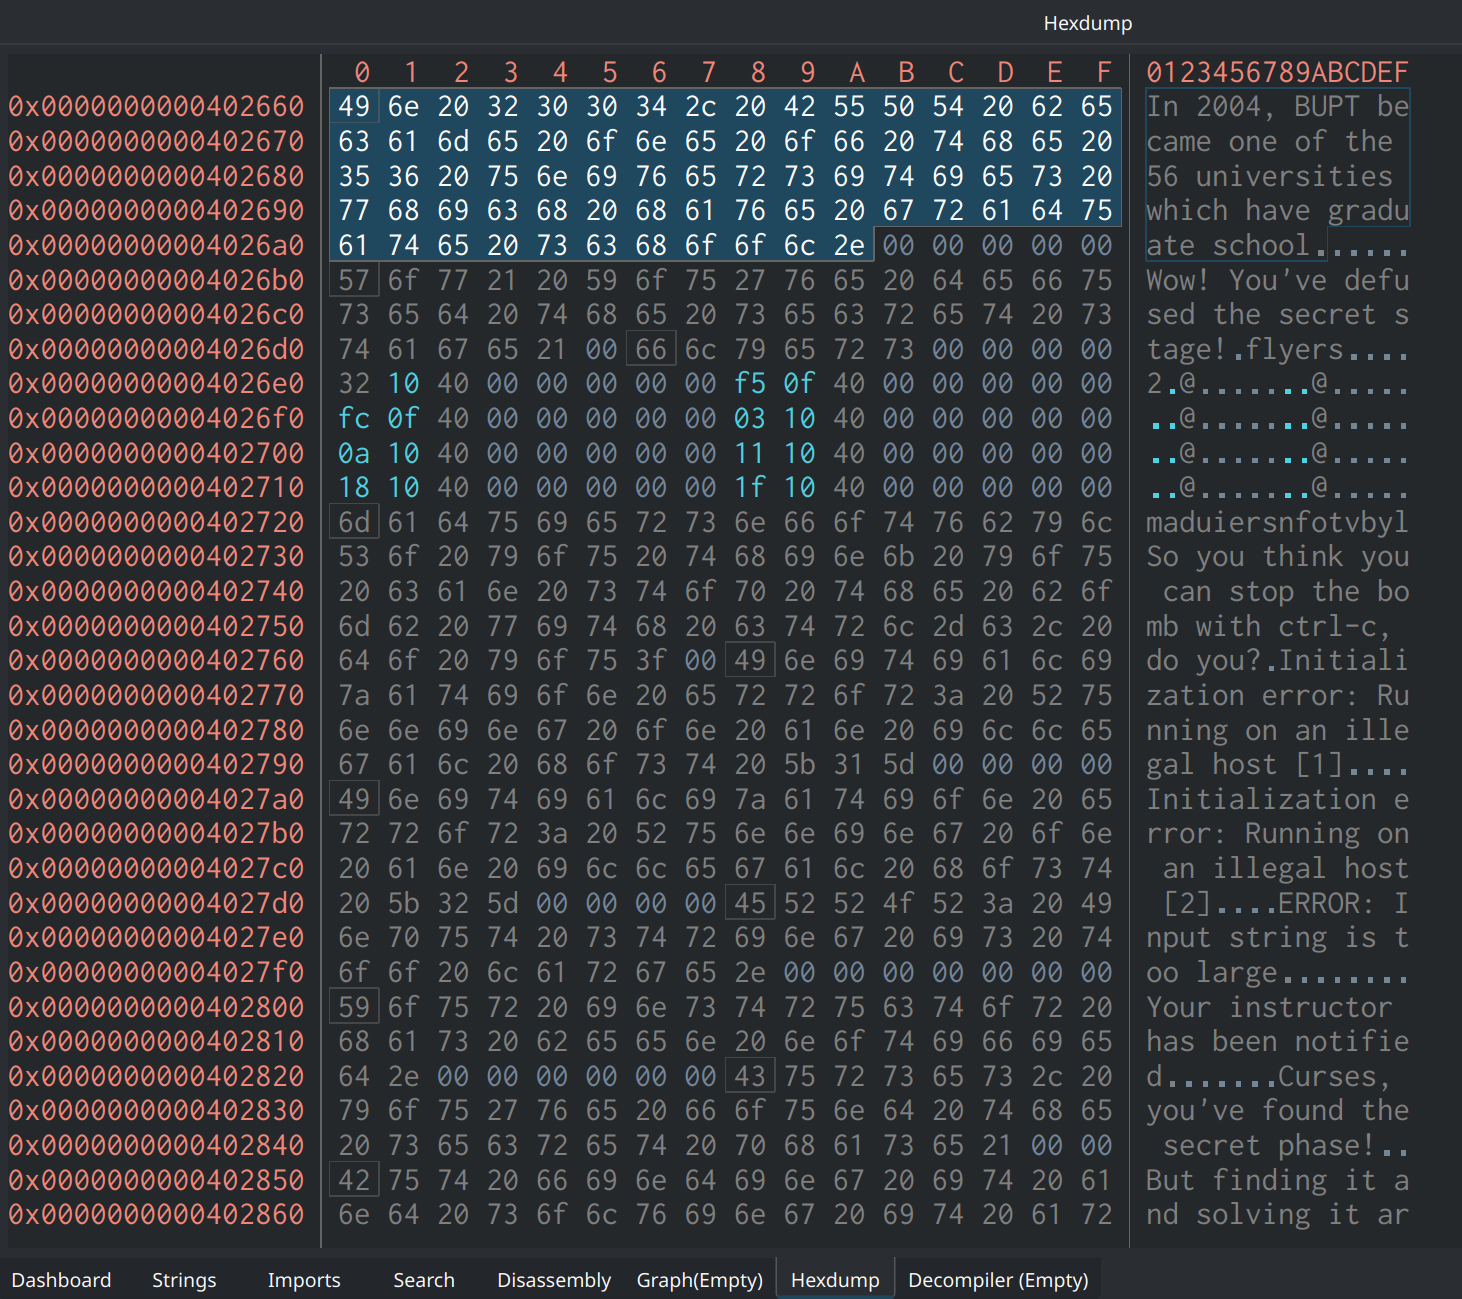 Hexdump
0 1 2 3 4 5 6 7 8 9 A B C D E F 0123456789ABCDEF
0x0000000000402660 49 6e 20 32 30 30 34 2c 20 42 55 50 54 20 62 65 In 2004, BUPT be
0x0000000000402670 63 61 6d 65 20 6f 6e 65 20 6f 66 20 74 68 65 20 came one of the
0x0000000000402680 35 36 20 75 6e 69 76 65 72 73 69 74 69 65 73 20 56 universities
0x0000000000402690 77 68 69 63 68 20 68 61 76 65 20 67 72 61 64 75 which have gradu
0x00000000004026a0 61 74 65 20 73 63 68 6f 6f 6c 2e 00 00 00 00 00 ate school......
0x00000000004026b0 57 6f 77 21 20 59 6f 75 27 76 65 20 64 65 66 75 Wow! You've defu
0x00000000004026c0 73 65 64 20 74 68 65 20 73 65 63 72 65 74 20 73 sed the secret s
0x00000000004026d0 74 61 67 65 21 00 66 6c 79 65 72 73 00 00 00 00 tage!.flyers....
0x00000000004026e0 32 10 40 00 00 00 00 00 f5 0f 40 00 00 00 00 00 2.@.......@.....
0x00000000004026f0 fc 0f 40 00 00 00 00 00 03 10 40 00 00 00 00 00 ..@.......@.....
0x0000000000402700 0a 10 40 00 00 00 00 00 11 10 40 00 00 00 00 00 ..@.......@.....
0x0000000000402710 18 10 40 00 00 00 00 00 1f 10 40 00 00 00 00 00 ..@.......@.....
0x0000000000402720 6d 61 64 75 69 65 72 73 6e 66 6f 74 76 62 79 6c maduiersnfotvbyl
0x0000000000402730 53 6f 20 79 6f 75 20 74 68 69 6e 6b 20 79 6f 75 So you think you
0x0000000000402740 20 63 61 6e 20 73 74 6f 70 20 74 68 65 20 62 6f can stop the bo
0x0000000000402750 6d 62 20 77 69 74 68 20 63 74 72 6c 2d 63 2c 20 mb with ctrl-c,
0x0000000000402760 64 6f 20 79 6f 75 3f 00 49 6e 69 74 69 61 6c 69 do you?.Initiali
0x0000000000402770 7a 61 74 69 6f 6e 20 65 72 72 6f 72 3a 20 52 75 zation error: Ru
0x0000000000402780 6e 6e 69 6e 67 20 6f 6e 20 61 6e 20 69 6c 6c 65 nning on an ille
0x0000000000402790 67 61 6c 20 68 6f 73 74 20 5b 31 5d 00 00 00 00 gal host [1]....
0x00000000004027a0 49 6e 69 74 69 61 6c 69 7a 61 74 69 6f 6e 20 65 Initialization e
0x00000000004027b0 72 72 6f 72 3a 20 52 75 6e 6e 69 6e 67 20 6f 6e rror: Running on
0x00000000004027c0 20 61 6e 20 69 6c 6c 65 67 61 6c 20 68 6f 73 74 an illegal host
0x00000000004027d0 20 5b 32 5d 00 00 00 00 45 52 52 4f 52 3a 20 49 [2]....ERROR: I
0x00000000004027e0 6e 70 75 74 20 73 74 72 69 6e 67 20 69 73 20 74 nput string is t
0x00000000004027f0 6f 6f 20 6c 61 72 67 65 2e 00 00 00 00 00 00 00 oo large........
0x0000000000402800 59 6f 75 72 20 69 6e 73 74 72 75 63 74 6f 72 20 Your instructor
0x0000000000402810 68 61 73 20 62 65 65 6e 20 6e 6f 74 69 66 69 65 has been notifie
0x0000000000402820 64 2e 00 00 00 00 00 00 43 75 72 73 65 73 2c 20 d.......Curses,
0x0000000000402830 79 6f 75 27 76 65 20 66 6f 75 6e 64 20 74 68 65 you've found the
0x0000000000402840 20 73 65 63 72 65 74 20 70 68 61 73 65 21 00 00 secret phase!..
0x0000000000402850 42 75 74 20 66 69 6e 64 69 6e 67 20 69 74 20 61 But finding it a
0x0000000000402860 6e 64 20 73 6f 6c 76 69 6e 67 20 69 74 20 61 72 nd solving it ar
Dashboard Strings Imports Search Disassembly Graph(Empty) Hexdump Decompiler (Empty)